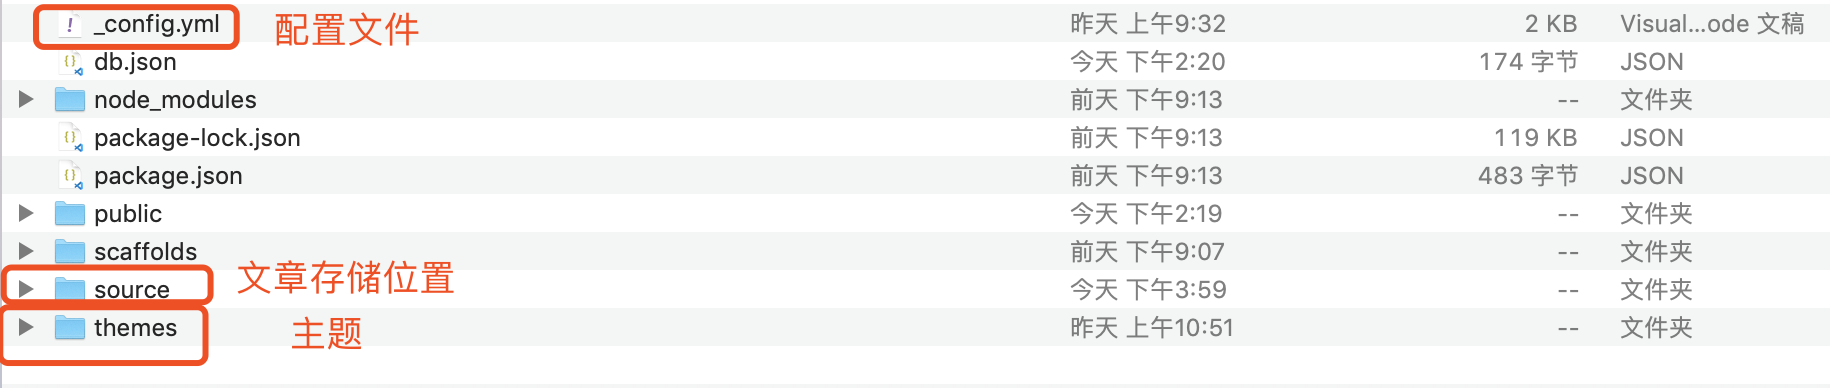 _config.yml 配置文件 昨天 上午9:32 2 KB Visual...ode 文稿
db.json 今天 下午2:20 174 字节 JSON
node_modules 前天 下午9:13 -- 文件夹
package-lock.json 前天 下午9:13 119 KB JSON
package.json 前天 下午9:13 483 字节 JSON
public 今天 下午2:19 -- 文件夹
scaffolds 前天 下午9:07 -- 文件夹
source 文章存储位置 今天 下午3:59 -- 文件夹
themes 主题 昨天 上午10:51 -- 文件夹